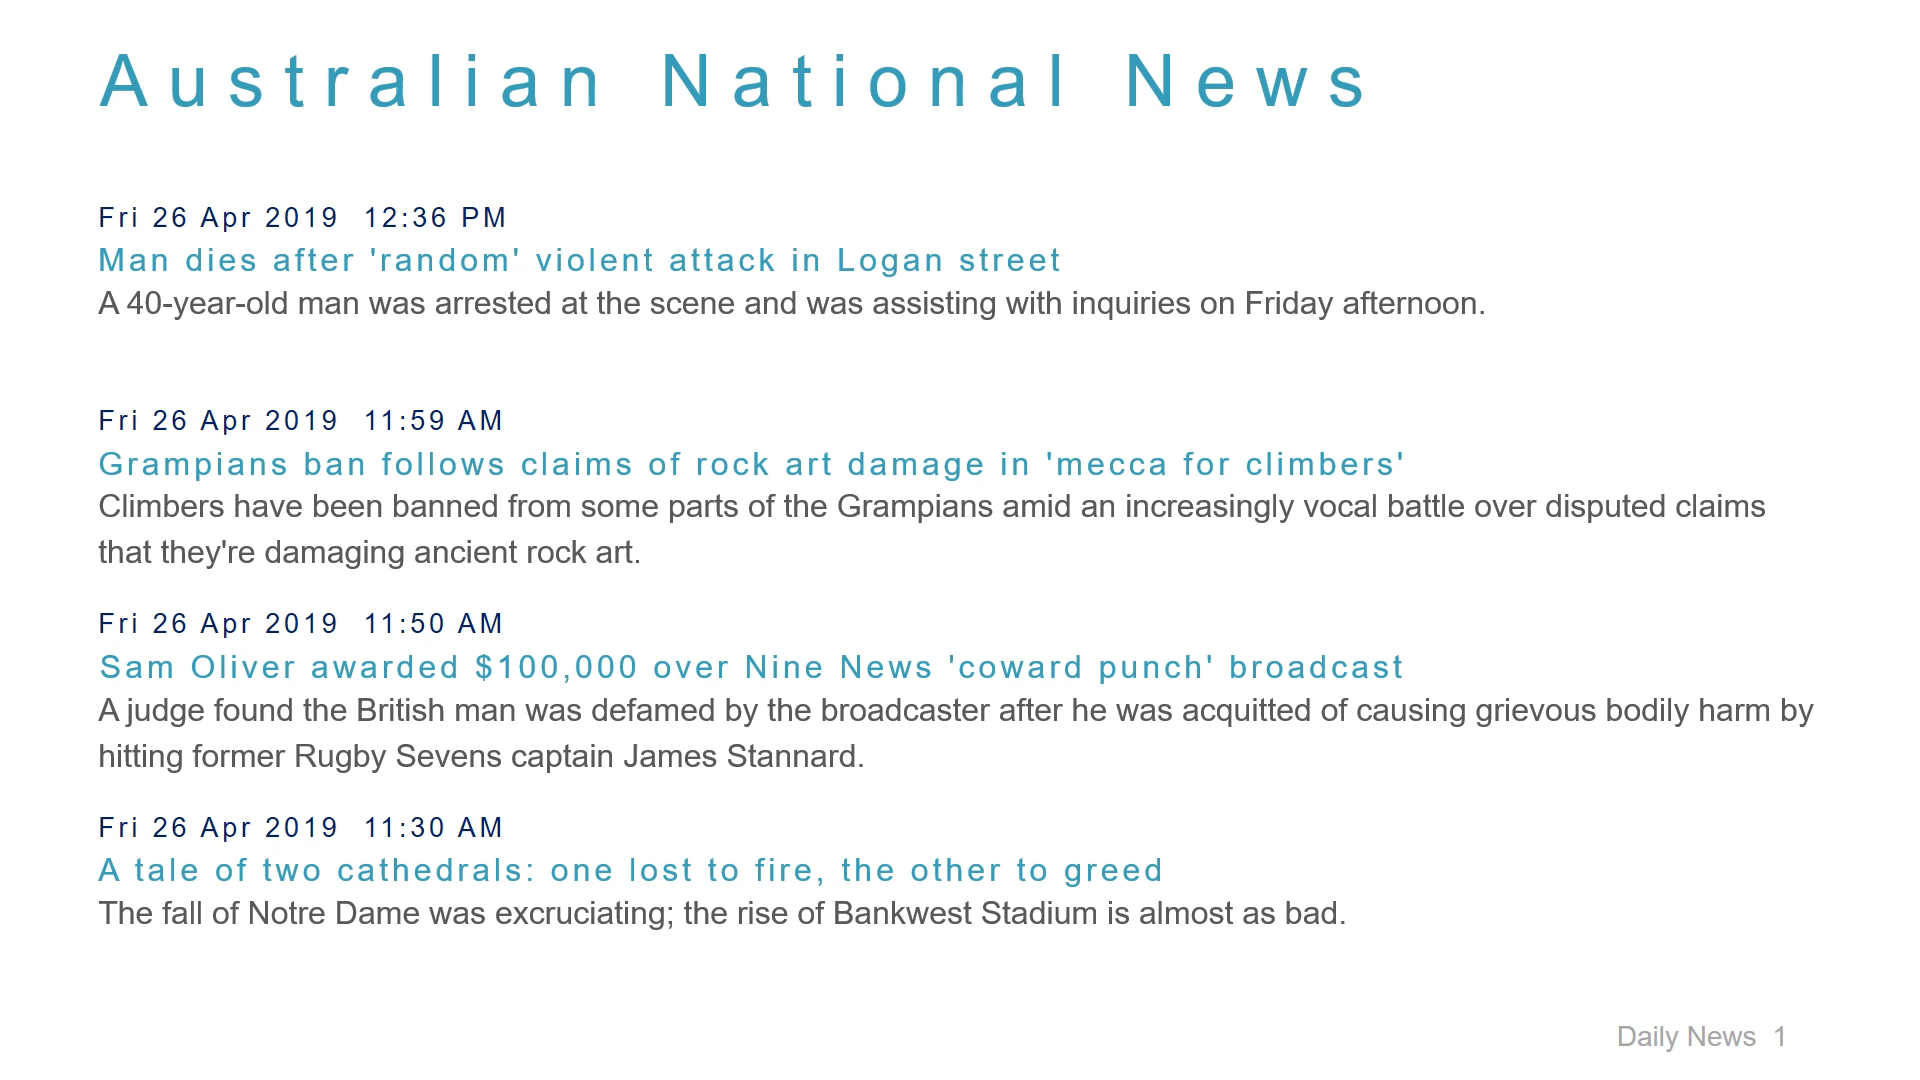 Australian National News
Fri 26 Apr 2019  12:36 PM
Man dies after 'random' violent attack in Logan street
A 40-year-old man was arrested at the scene and was assisting with inquiries on Friday afternoon.
Fri 26 Apr 2019  11:59 AM
Grampians ban follows claims of rock art damage in 'mecca for climbers'
Climbers have been banned from some parts of the Grampians amid an increasingly vocal battle over disputed claims
that they're damaging ancient rock art.
Fri 26 Apr 2019  11:50 AM
Sam Oliver awarded $100,000 over Nine News 'coward punch' broadcast
A judge found the British man was defamed by the broadcaster after he was acquitted of causing grievous bodily harm by
hitting former Rugby Sevens captain James Stannard.
Fri 26 Apr 2019  11:30 AM
A tale of two cathedrals: one lost to fire, the other to greed
The fall of Notre Dame was excruciating; the rise of Bankwest Stadium is almost as bad.
Daily News  1